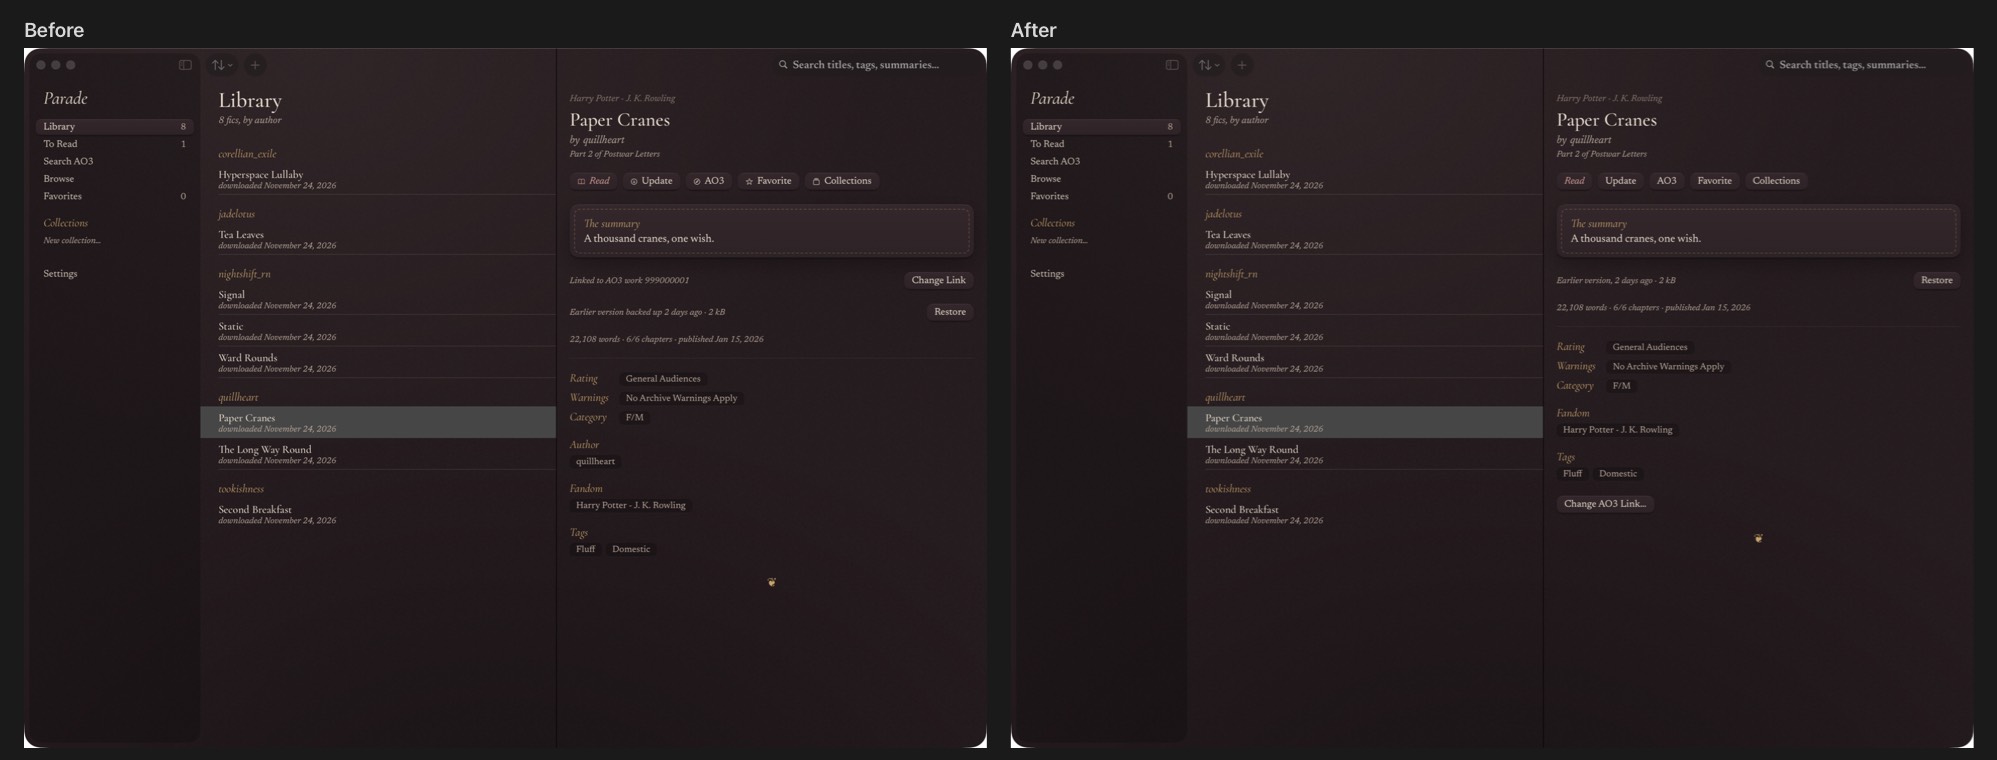 Before
Search titles, tags, summaries...
Parade
Library 8
To Read 1
Search AO3
Browse
Favorites 0
Collections
New collection...
Settings
Library
8 fics, by author
corellian_exile
Hyperspace Lullaby
downloaded November 24, 2026
jadelotus
Tea Leaves
downloaded November 24, 2026
nightshift_rn
Signal
downloaded November 24, 2026
Static
downloaded November 24, 2026
Ward Rounds
downloaded November 24, 2026
quillheart
Paper Cranes
downloaded November 24, 2026
The Long Way Round
downloaded November 24, 2026
tookishness
Second Breakfast
downloaded November 24, 2026
Harry Potter - J. K. Rowling
Paper Cranes
by quillheart
Part 2 of Postwar Letters
Read Update AO3 Favorite Collections
The summary
A thousand cranes, one wish.
Linked to AO3 work 999000001 Change Link
Earlier version backed up 2 days ago · 2 kB Restore
22,108 words · 6/6 chapters · published Jan 15, 2026
Rating General Audiences
Warnings No Archive Warnings Apply
Category F/M
Author
quillheart
Fandom
Harry Potter - J. K. Rowling
Tags
Fluff Domestic
After
Search titles, tags, summaries...
Parade
Library 8
To Read 1
Search AO3
Browse
Favorites 0
Collections
New collection...
Settings
Library
8 fics, by author
corellian_exile
Hyperspace Lullaby
downloaded November 24, 2026
jadelotus
Tea Leaves
downloaded November 24, 2026
nightshift_rn
Signal
downloaded November 24, 2026
Static
downloaded November 24, 2026
Ward Rounds
downloaded November 24, 2026
quillheart
Paper Cranes
downloaded November 24, 2026
The Long Way Round
downloaded November 24, 2026
tookishness
Second Breakfast
downloaded November 24, 2026
Harry Potter - J. K. Rowling
Paper Cranes
by quillheart
Part 2 of Postwar Letters
Read Update AO3 Favorite Collections
The summary
A thousand cranes, one wish.
Earlier version, 2 days ago · 2 kB Restore
22,108 words · 6/6 chapters · published Jan 15, 2026
Rating General Audiences
Warnings No Archive Warnings Apply
Category F/M
Fandom
Harry Potter - J. K. Rowling
Tags
Fluff Domestic
Change AO3 Link...